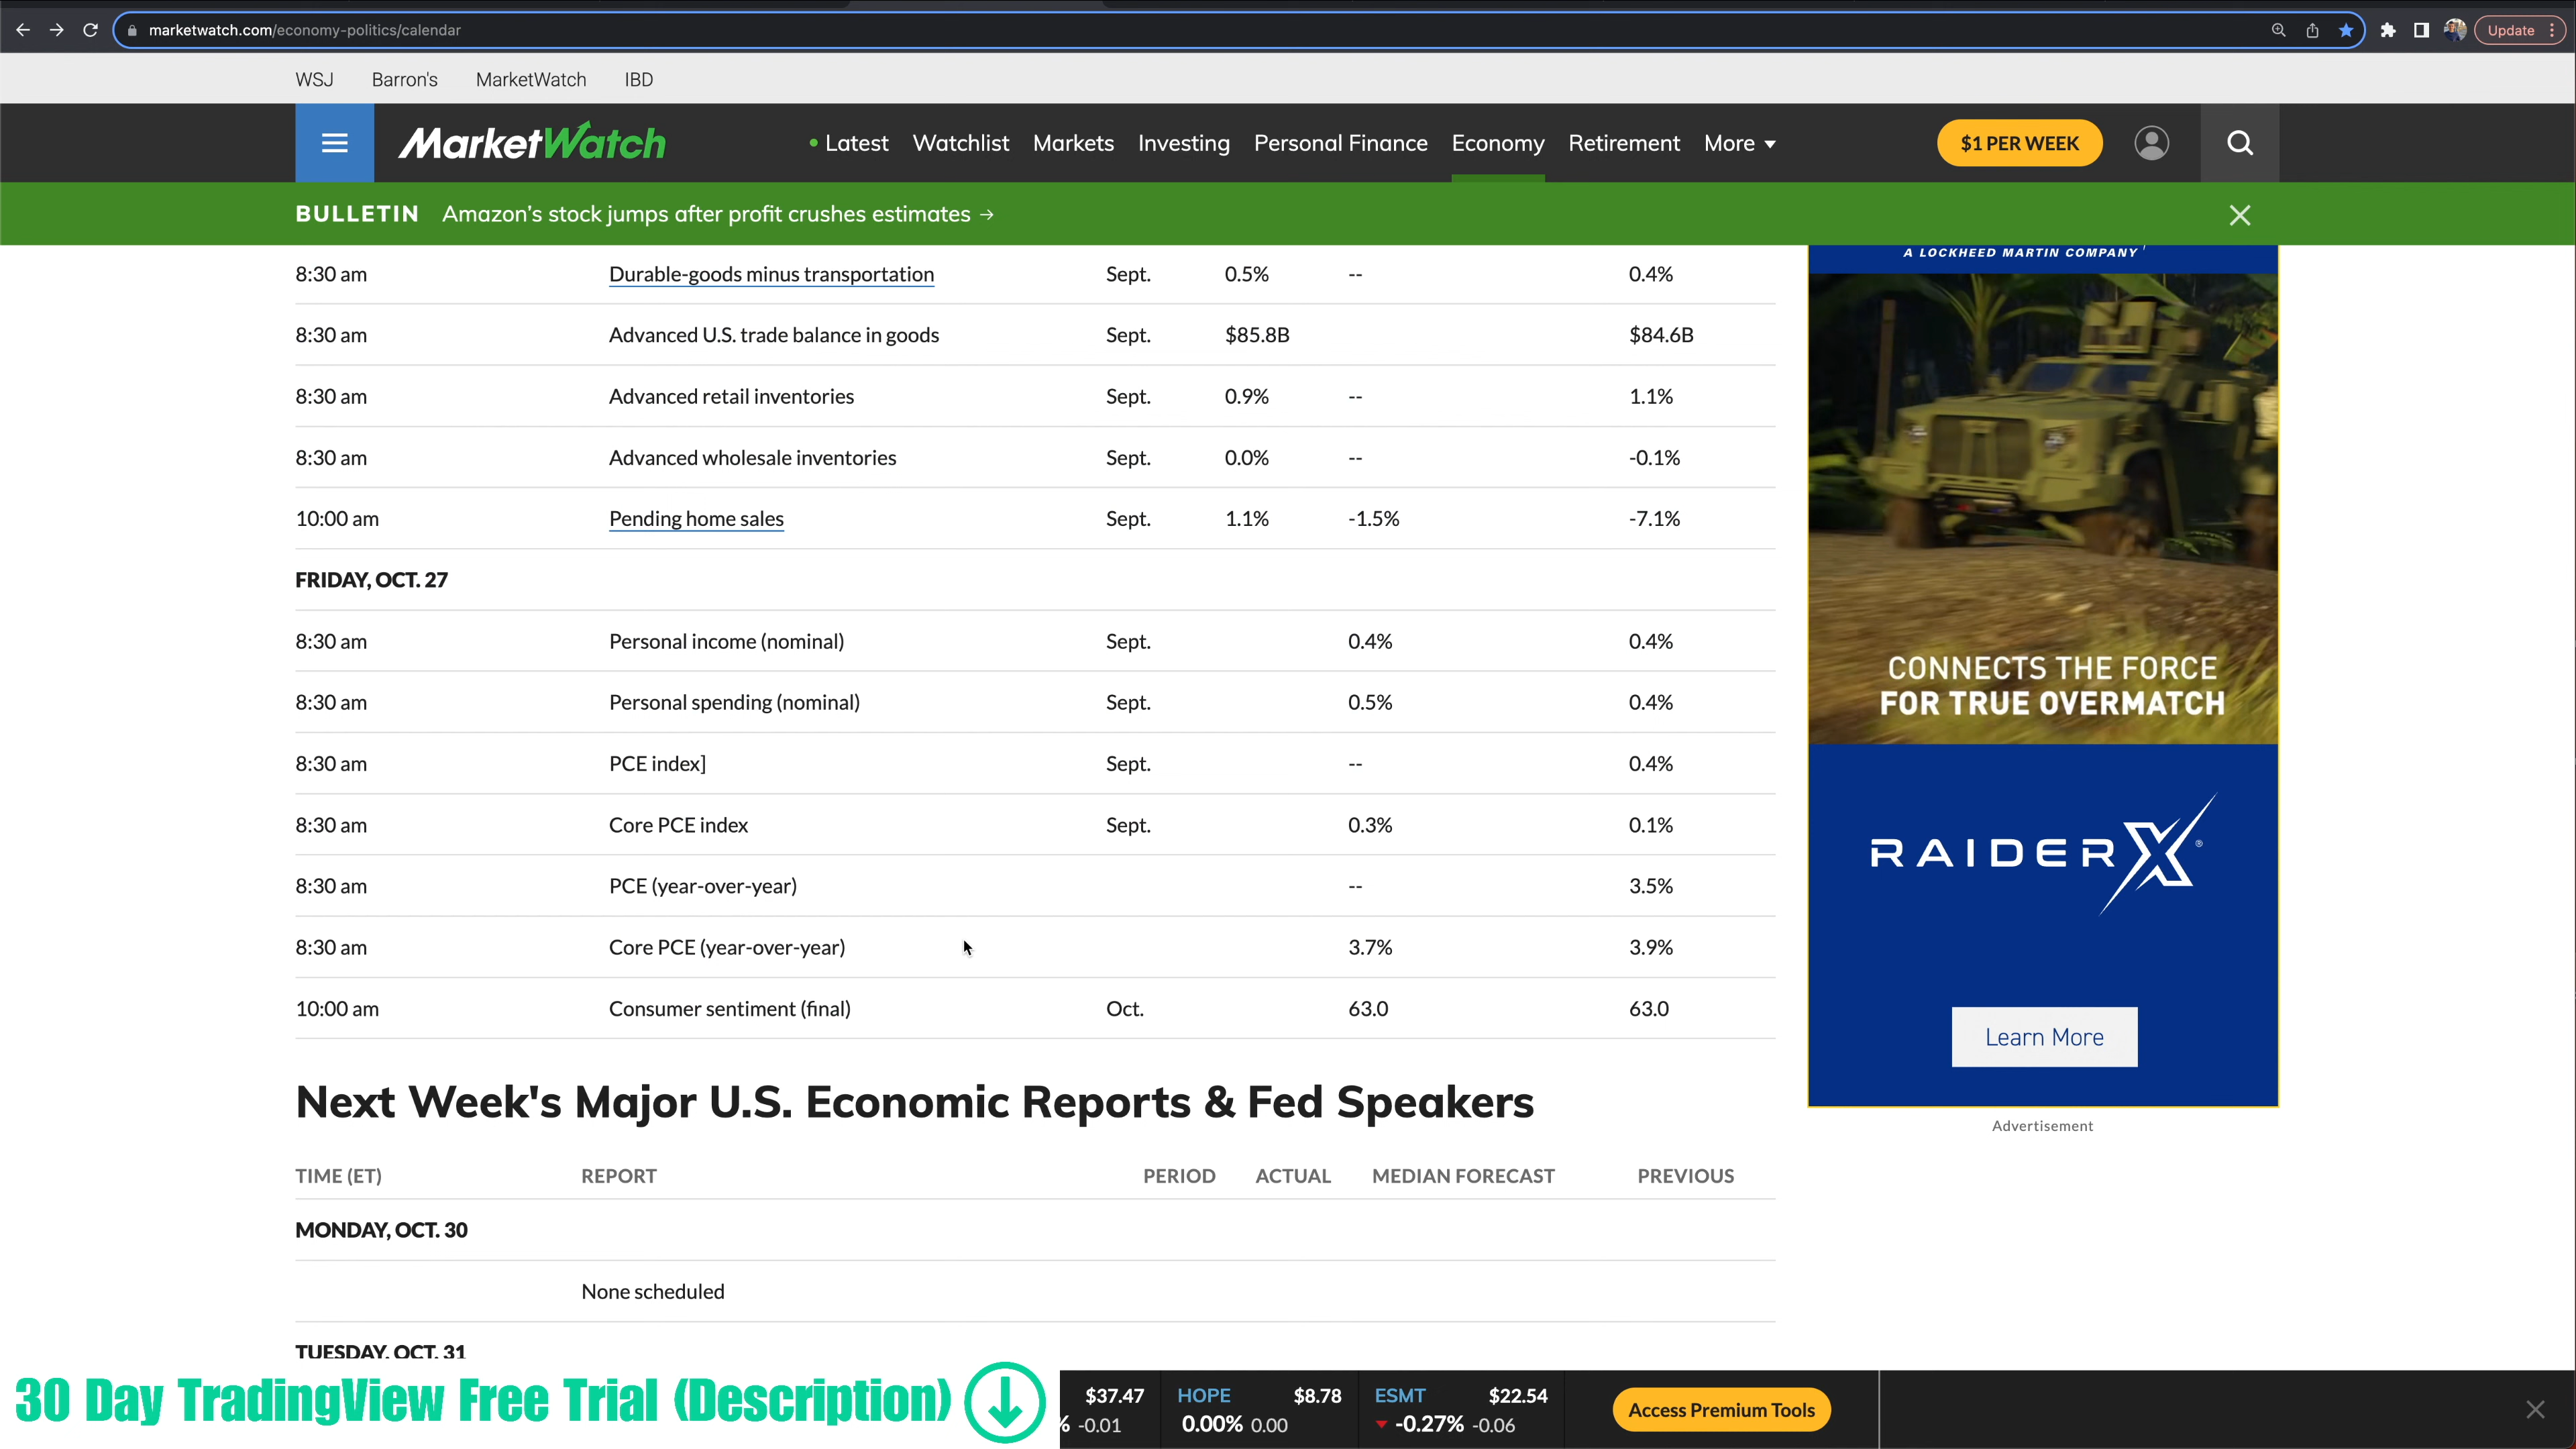 marketwatch.com/economy-politics/calendar
Update
WSJ Barron's MarketWatch IBD
MarketWatch
Latest Watchlist Markets Investing Personal Finance Economy Retirement More
$1 PER WEEK
BULLETIN Amazon’s stock jumps after profit crushes estimates →
8:30 am Durable-goods minus transportation Sept. 0.5% -- 0.4%
8:30 am Advanced U.S. trade balance in goods Sept. $85.8B $84.6B
8:30 am Advanced retail inventories Sept. 0.9% -- 1.1%
8:30 am Advanced wholesale inventories Sept. 0.0% -- -0.1%
10:00 am Pending home sales Sept. 1.1% -1.5% -7.1%
FRIDAY, OCT. 27
8:30 am Personal income (nominal) Sept. 0.4% 0.4%
8:30 am Personal spending (nominal) Sept. 0.5% 0.4%
8:30 am PCE index] Sept. -- 0.4%
8:30 am Core PCE index Sept. 0.3% 0.1%
8:30 am PCE (year-over-year) -- 3.5%
8:30 am Core PCE (year-over-year) 3.7% 3.9%
10:00 am Consumer sentiment (final) Oct. 63.0 63.0
Next Week's Major U.S. Economic Reports & Fed Speakers
TIME (ET) REPORT PERIOD ACTUAL MEDIAN FORECAST PREVIOUS
MONDAY, OCT. 30
None scheduled
TUESDAY, OCT. 31
A LOCKHEED MARTIN COMPANY
CONNECTS THE FORCE
FOR TRUE OVERMATCH
RAIDERX®
Learn More
Advertisement
30 Day TradingView Free Trial (Description)
$37.47 HOPE $8.78 ESMT $22.54
% -0.01 0.00% 0.00 -0.27% -0.06
Access Premium Tools